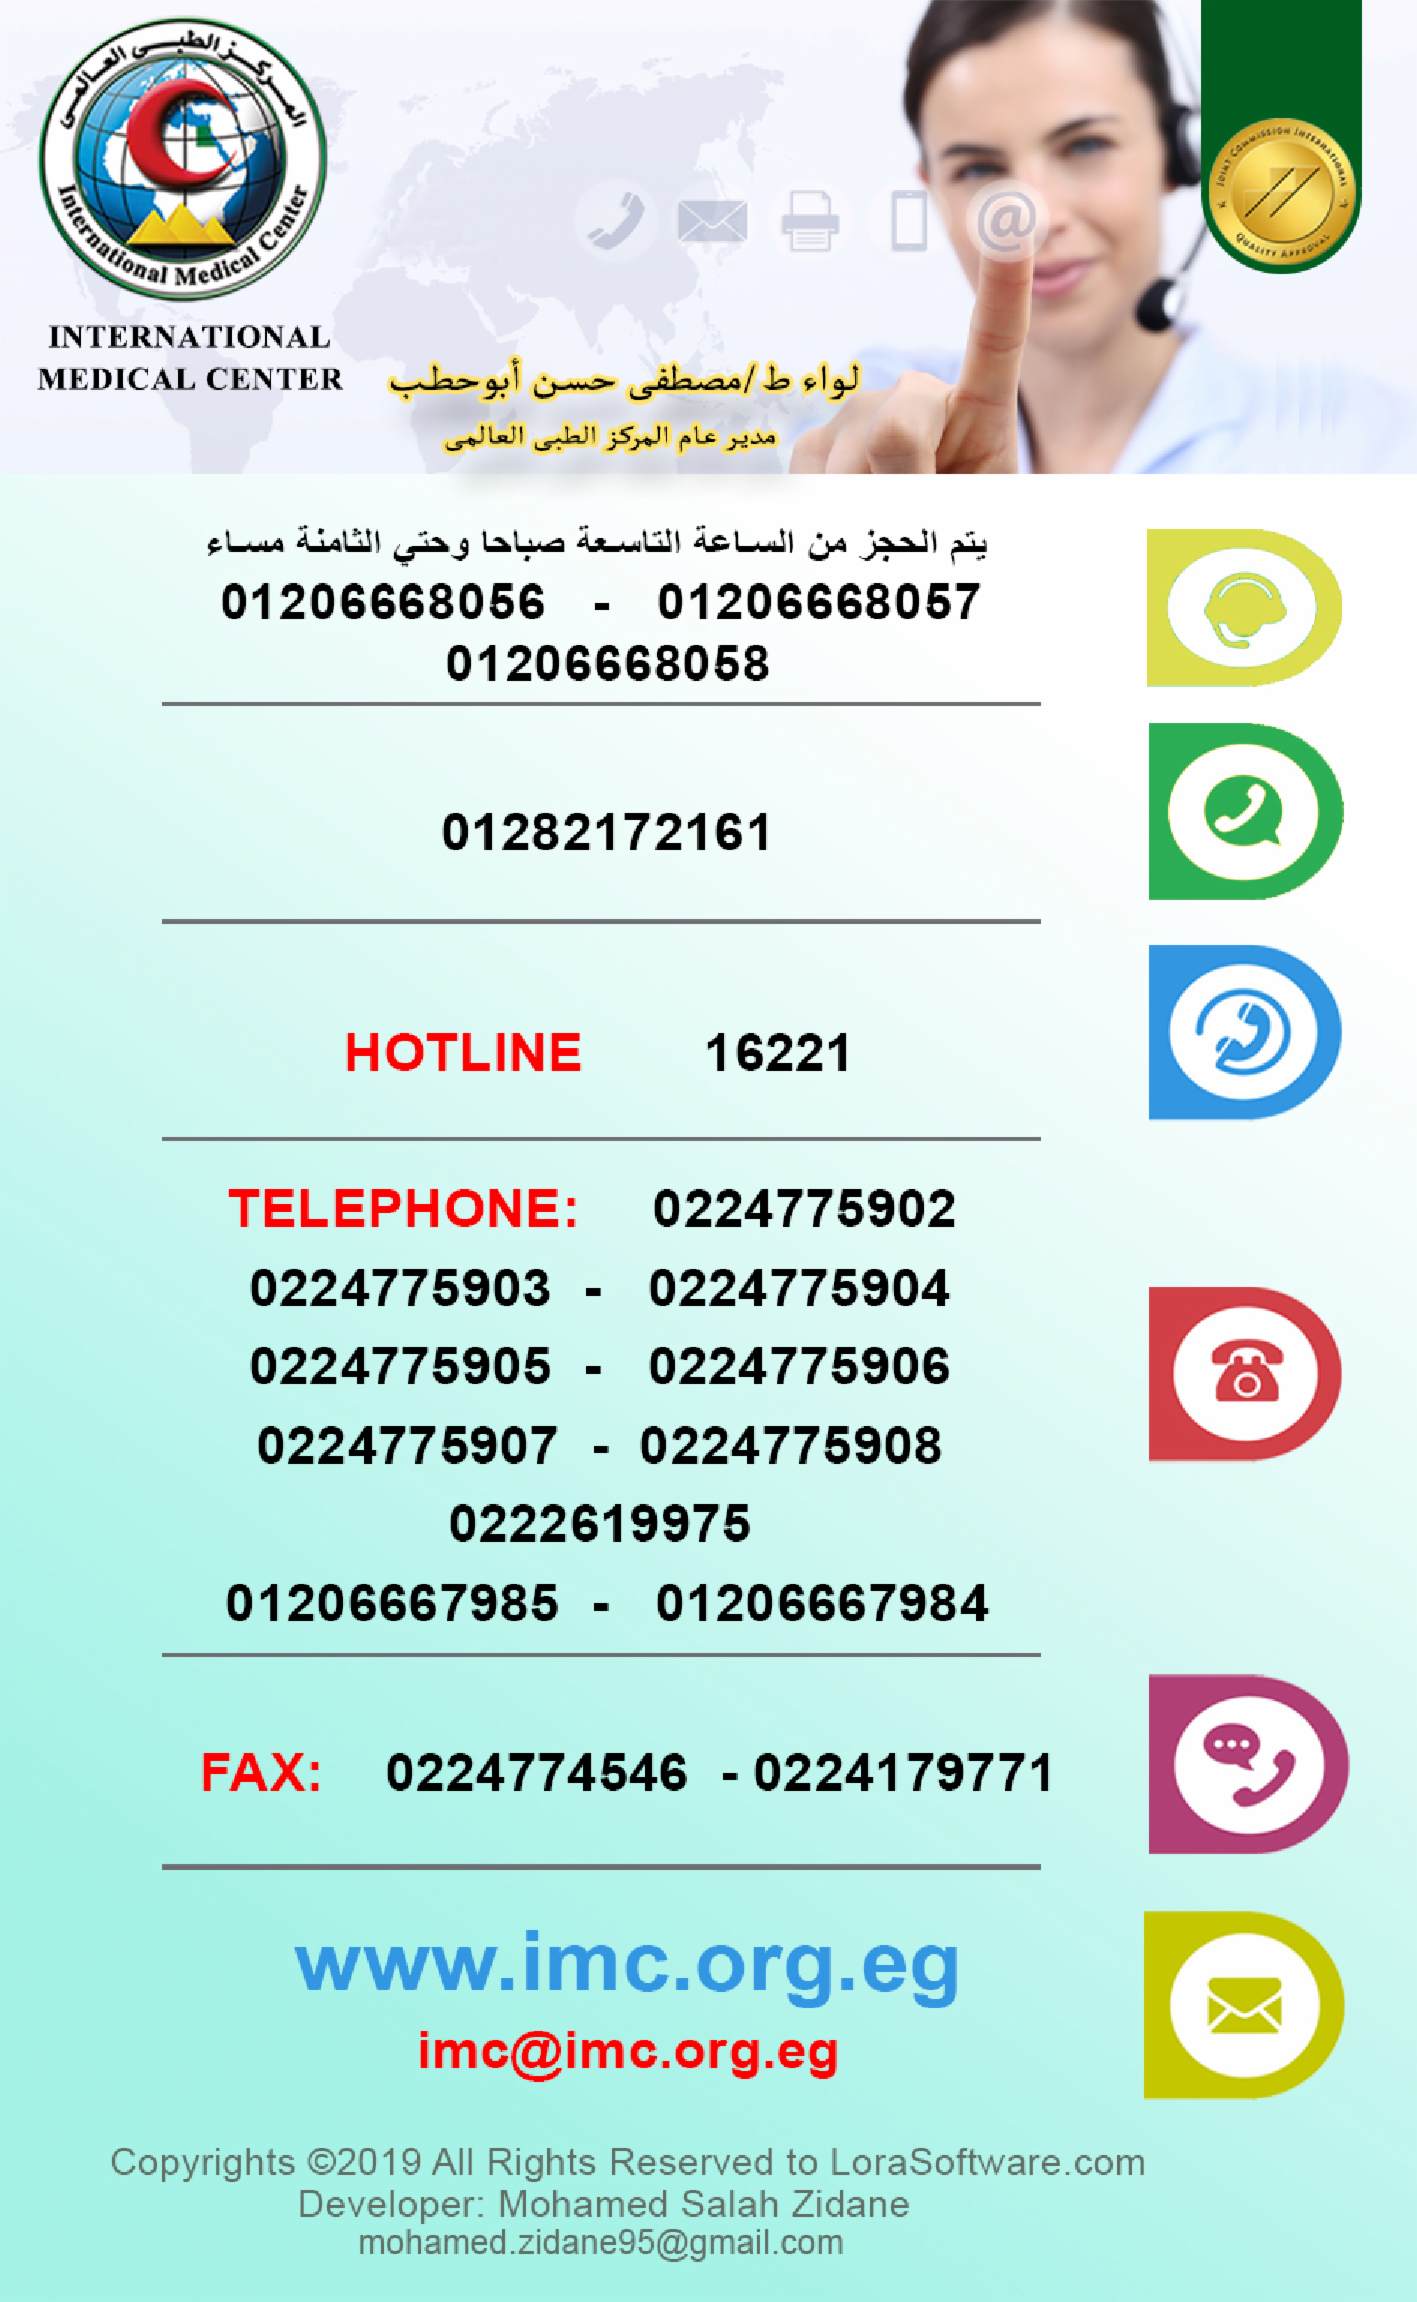 المركز الطبى العالمى
International Medical Center
INTERNATIONAL
MEDICAL CENTER
JOINT COMMISSION INTERNATIONAL
QUALITY APPROVAL
لواء ط/مصطفى حسن أبوحطب
مدير عام المركز الطبى العالمى
يتم الحجز من الساعة التاسعة صباحا وحتي الثامنة مساء
01206668056 - 01206668057
01206668058
01282172161
HOTLINE 16221
TELEPHONE: 0224775902
0224775903 - 0224775904
0224775905 - 0224775906
0224775907 - 0224775908
0222619975
01206667985 - 01206667984
FAX: 0224774546 - 0224179771
www.imc.org.eg
imc@imc.org.eg
Copyrights ©2019 All Rights Reserved to LoraSoftware.com
Developer: Mohamed Salah Zidane
mohamed.zidane95@gmail.com